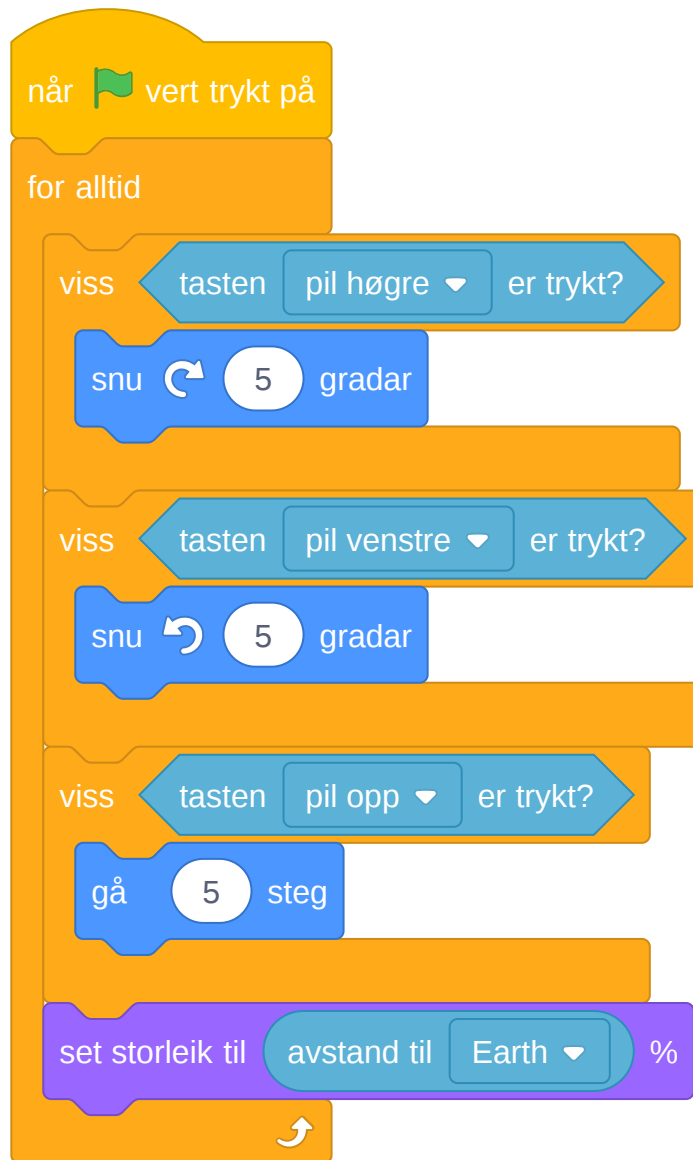 når vert trykt på
for alltid
viss tasten pil høgre er trykt?
snu 5 gradar
viss tasten pil venstre er trykt?
snu 5 gradar
viss tasten pil opp er trykt?
gå 5 steg
set storleik til avstand til Earth %